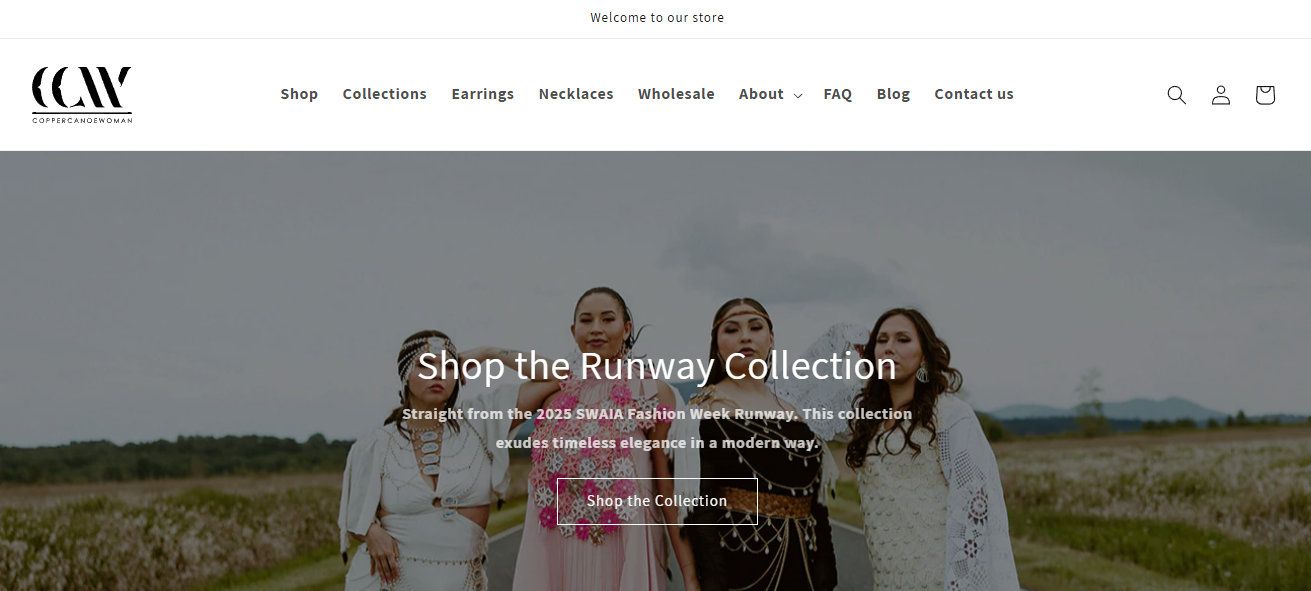 Welcome to our store
CCW
COPPERCANOEWOMAN
Shop Collections Earrings Necklaces Wholesale About FAQ Blog Contact us
Shop the Runway Collection
Straight from the 2025 SWAIA Fashion Week Runway. This collection
exudes timeless elegance in a modern way.
Shop the Collection